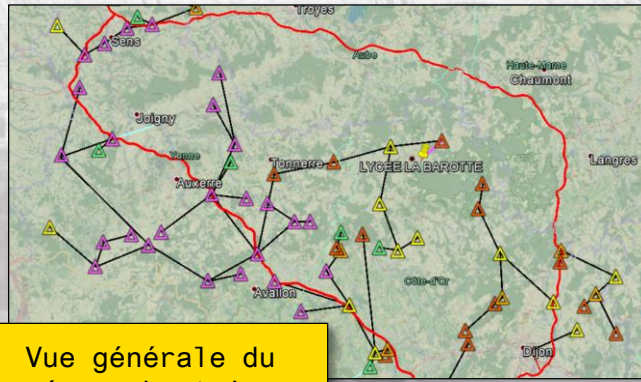 Troyes
Sens
Aube
Haute-Marne
Chaumont
Joigny
Yonne
Tonnerre
LYCEE LA BAROTTE
Langres
Auxerre
Côte-d'Or
Avallon
Dijon
Vue générale du